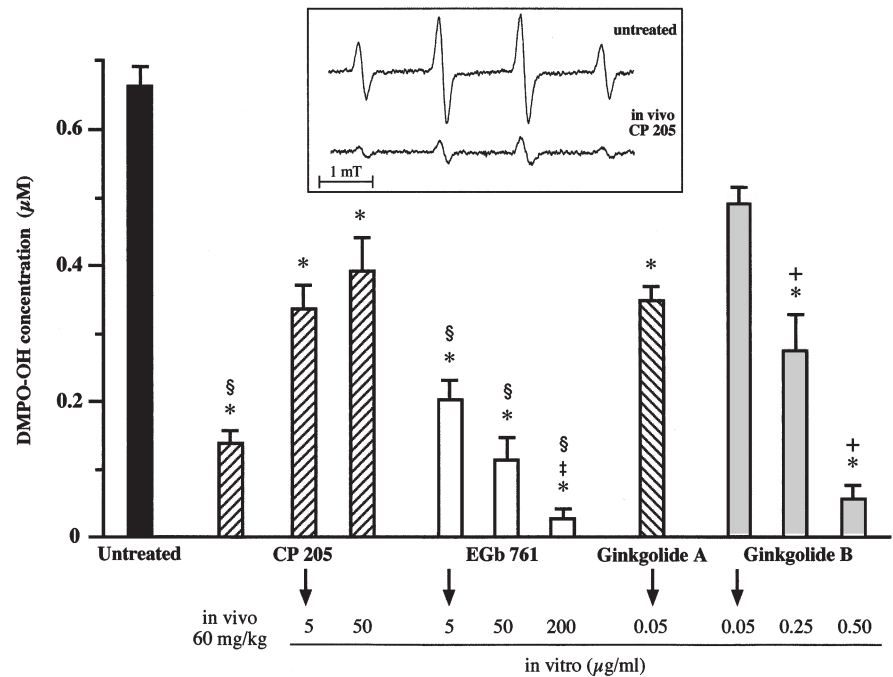 untreated
in vivo
CP 205
1 mT
DMPO-OH concentration (µM)
0.6
0.4
0.2
0
*
§
*
*
*
§
*
§
*
§
‡
*
*
+
*
+
*
Untreated
CP 205
EGb 761
Ginkgolide A
Ginkgolide B
in vivo
60 mg/kg
5 50 5 50 200 0.05 0.05 0.25 0.50
in vitro (µg/ml)